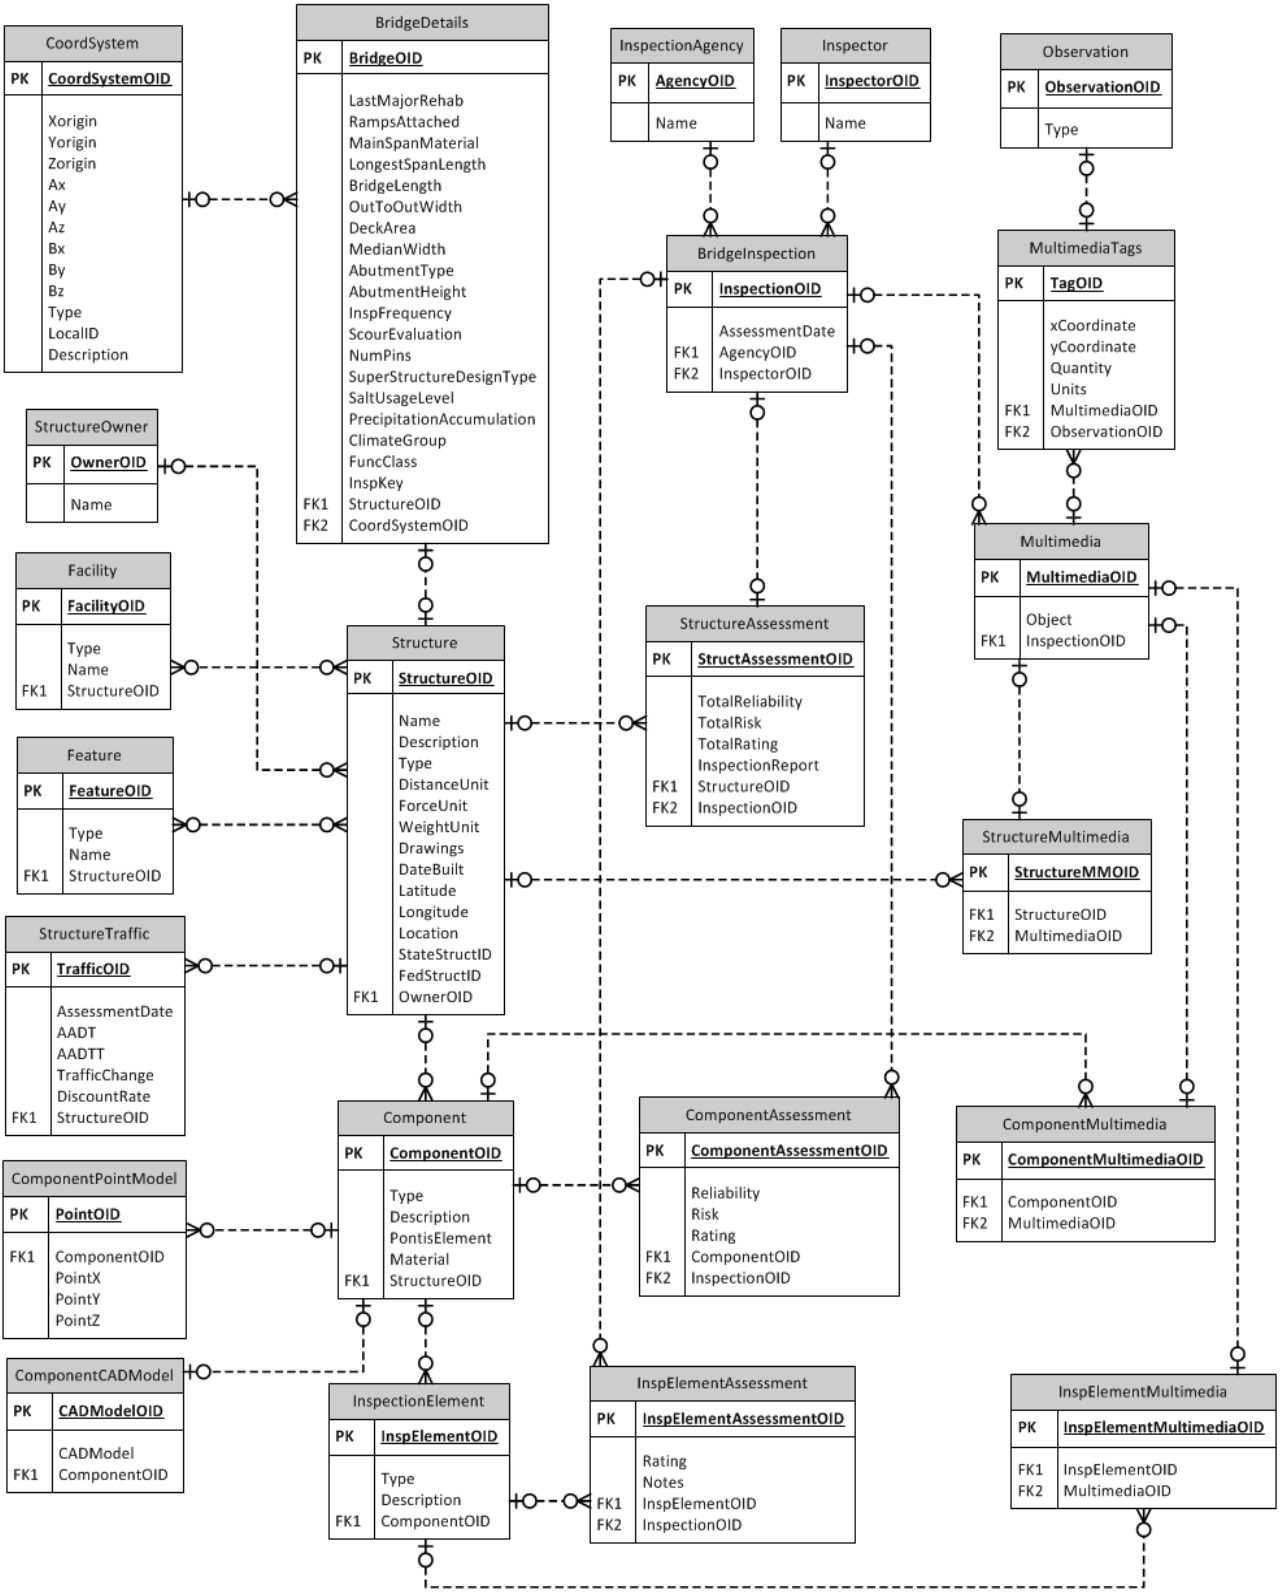 CoordSystem
PK CoordSystemOID
Xorigin
Yorigin
Zorigin
Ax
Ay
Az
Bx
By
Bz
Type
LocalID
Description
BridgeDetails
PK BridgeOID
LastMajorRehab
RampsAttached
MainSpanMaterial
LongestSpanLength
BridgeLength
OutToOutWidth
DeckArea
MedianWidth
AbutmentType
AbutmentHeight
InspFrequency
ScourEvaluation
NumPins
SuperStructureDesignType
SaltUsageLevel
PrecipitationAccumulation
ClimateGroup
FuncClass
InspKey
FK1 StructureOID
FK2 CoordSystemOID
InspectionAgency
PK AgencyOID
Name
Inspector
PK InspectorOID
Name
Observation
PK ObservationOID
Type
BridgeInspection
PK InspectionOID
AssessmentDate
FK1 AgencyOID
FK2 InspectorOID
MultimediaTags
PK TagOID
xCoordinate
yCoordinate
Quantity
Units
FK1 MultimediaOID
FK2 ObservationOID
StructureOwner
PK OwnerOID
Name
Facility
PK FacilityOID
Type
Name
FK1 StructureOID
Structure
PK StructureOID
Name
Description
Type
DistanceUnit
ForceUnit
WeightUnit
Drawings
DateBuilt
Latitude
Longitude
Location
StateStructID
FedStructID
FK1 OwnerOID
StructureAssessment
PK StructAssessmentOID
TotalReliability
TotalRisk
TotalRating
InspectionReport
FK1 StructureOID
FK2 InspectionOID
Multimedia
PK MultimediaOID
Object
FK1 InspectionOID
Feature
PK FeatureOID
Type
Name
FK1 StructureOID
StructureMultimedia
PK StructureMMOID
FK1 StructureOID
FK2 MultimediaOID
StructureTraffic
PK TrafficOID
AssessmentDate
AADT
AADTT
TrafficChange
DiscountRate
FK1 StructureOID
Component
PK ComponentOID
Type
Description
PontisElement
Material
FK1 StructureOID
ComponentAssessment
PK ComponentAssessmentOID
Reliability
Risk
Rating
FK1 ComponentOID
FK2 InspectionOID
ComponentMultimedia
PK ComponentMultimediaOID
FK1 ComponentOID
FK2 MultimediaOID
ComponentPointModel
PK PointOID
FK1 ComponentOID
PointX
PointY
PointZ
ComponentCADModel
PK CADModelOID
CADModel
FK1 ComponentOID
InspectionElement
PK InspElementOID
Type
Description
FK1 ComponentOID
InspElementAssessment
PK InspElementAssessmentOID
Rating
Notes
FK1 InspElementOID
FK2 InspectionOID
InspElementMultimedia
PK InspElementMultimediaOID
FK1 InspElementOID
FK2 MultimediaOID